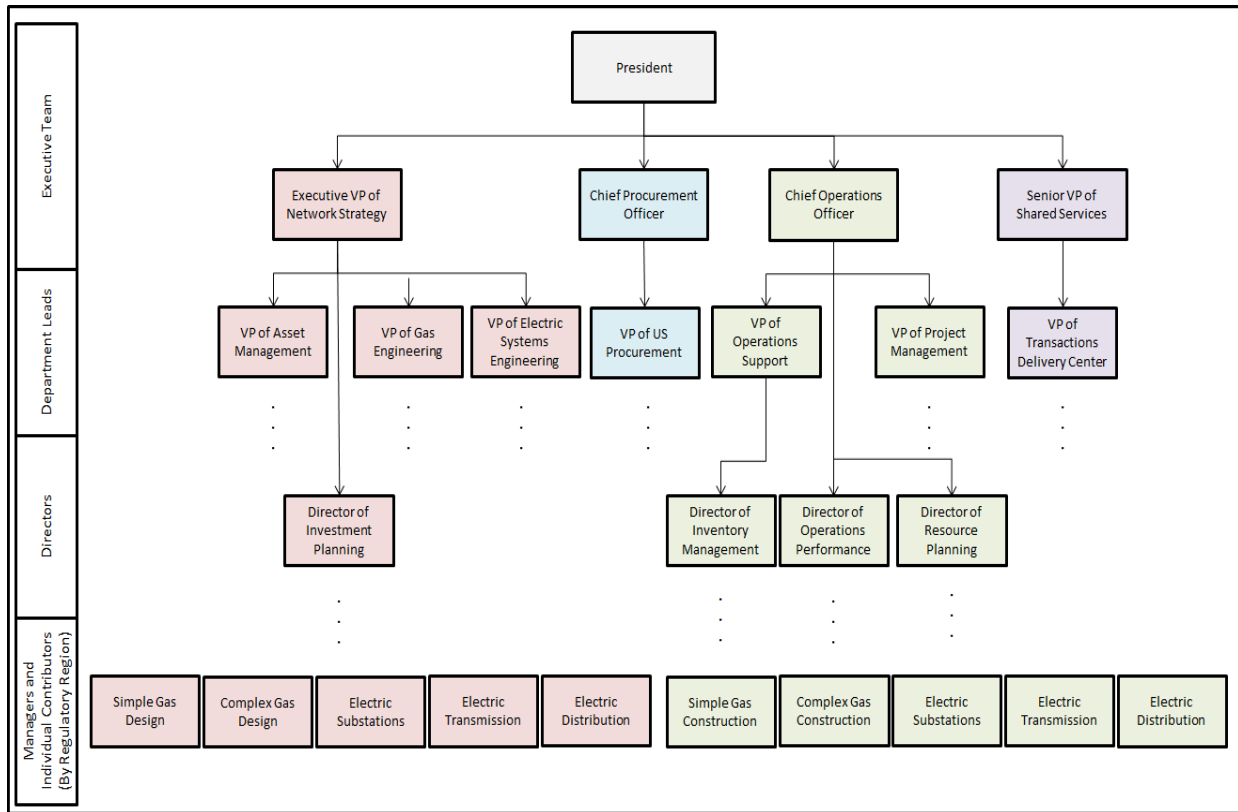 Executive Team
President
Executive VP of
Network Strategy
Chief Procurement
Officer
Chief Operations
Officer
Senior VP of
Shared Services
Department Leads
VP of Asset
Management
VP of Gas
Engineering
VP of Electric
Systems
Engineering
VP of US
Procurement
VP of
Operations
Support
VP of Project
Management
VP of
Transactions
Delivery Center
Directors
Director of
Investment
Planning
Director of
Inventory
Management
Director of
Operations
Performance
Director of
Resource
Planning
Managers and
Individual Contributors
(By Regulatory Region)
Simple Gas
Design
Complex Gas
Design
Electric
Substations
Electric
Transmission
Electric
Distribution
Simple Gas
Construction
Complex Gas
Construction
Electric
Substations
Electric
Transmission
Electric
Distribution